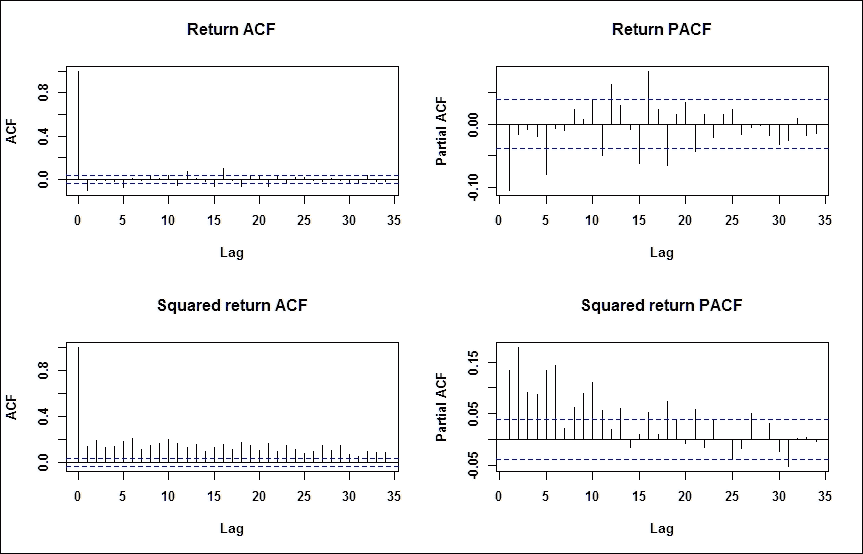 Return ACF
Return PACF
ACF
0.0 0.4 0.8
0 5 10 15 20 25 30 35
Lag
Partial ACF
-0.10 0.00
0 5 10 15 20 25 30 35
Lag
Squared return ACF
Squared return PACF
ACF
0.0 0.4 0.8
0 5 10 15 20 25 30 35
Lag
Partial ACF
-0.05 0.05 0.15
0 5 10 15 20 25 30 35
Lag